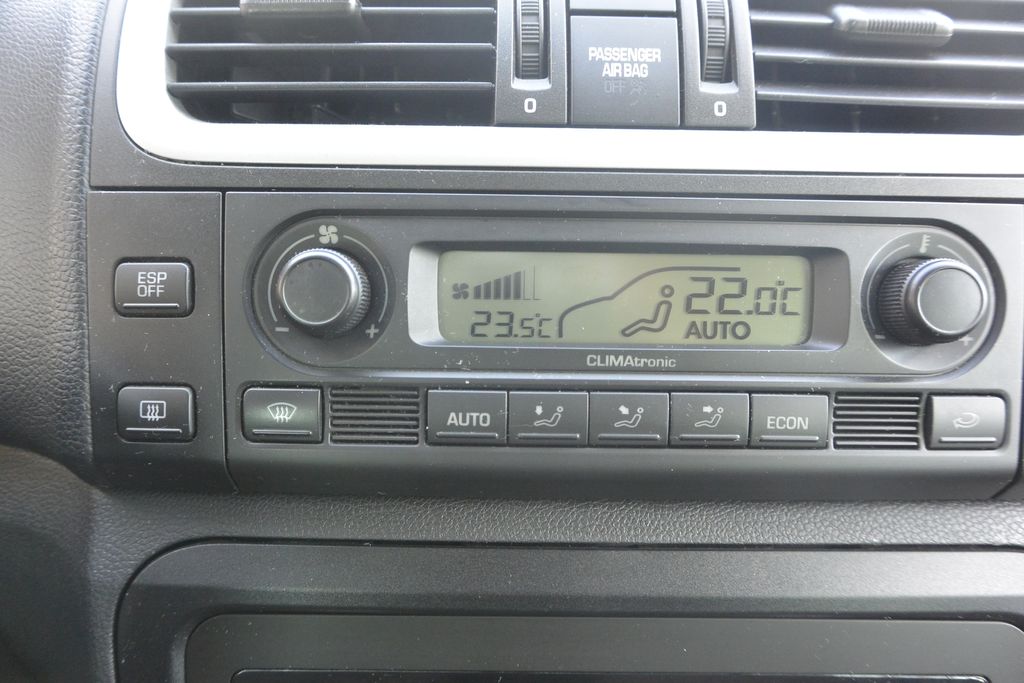 PASSENGER
AIR BAG
OFF
0
0
ESP
OFF
- +
- +
23.5°C
22.0°C
AUTO
CLIMAtronic
AUTO
ECON